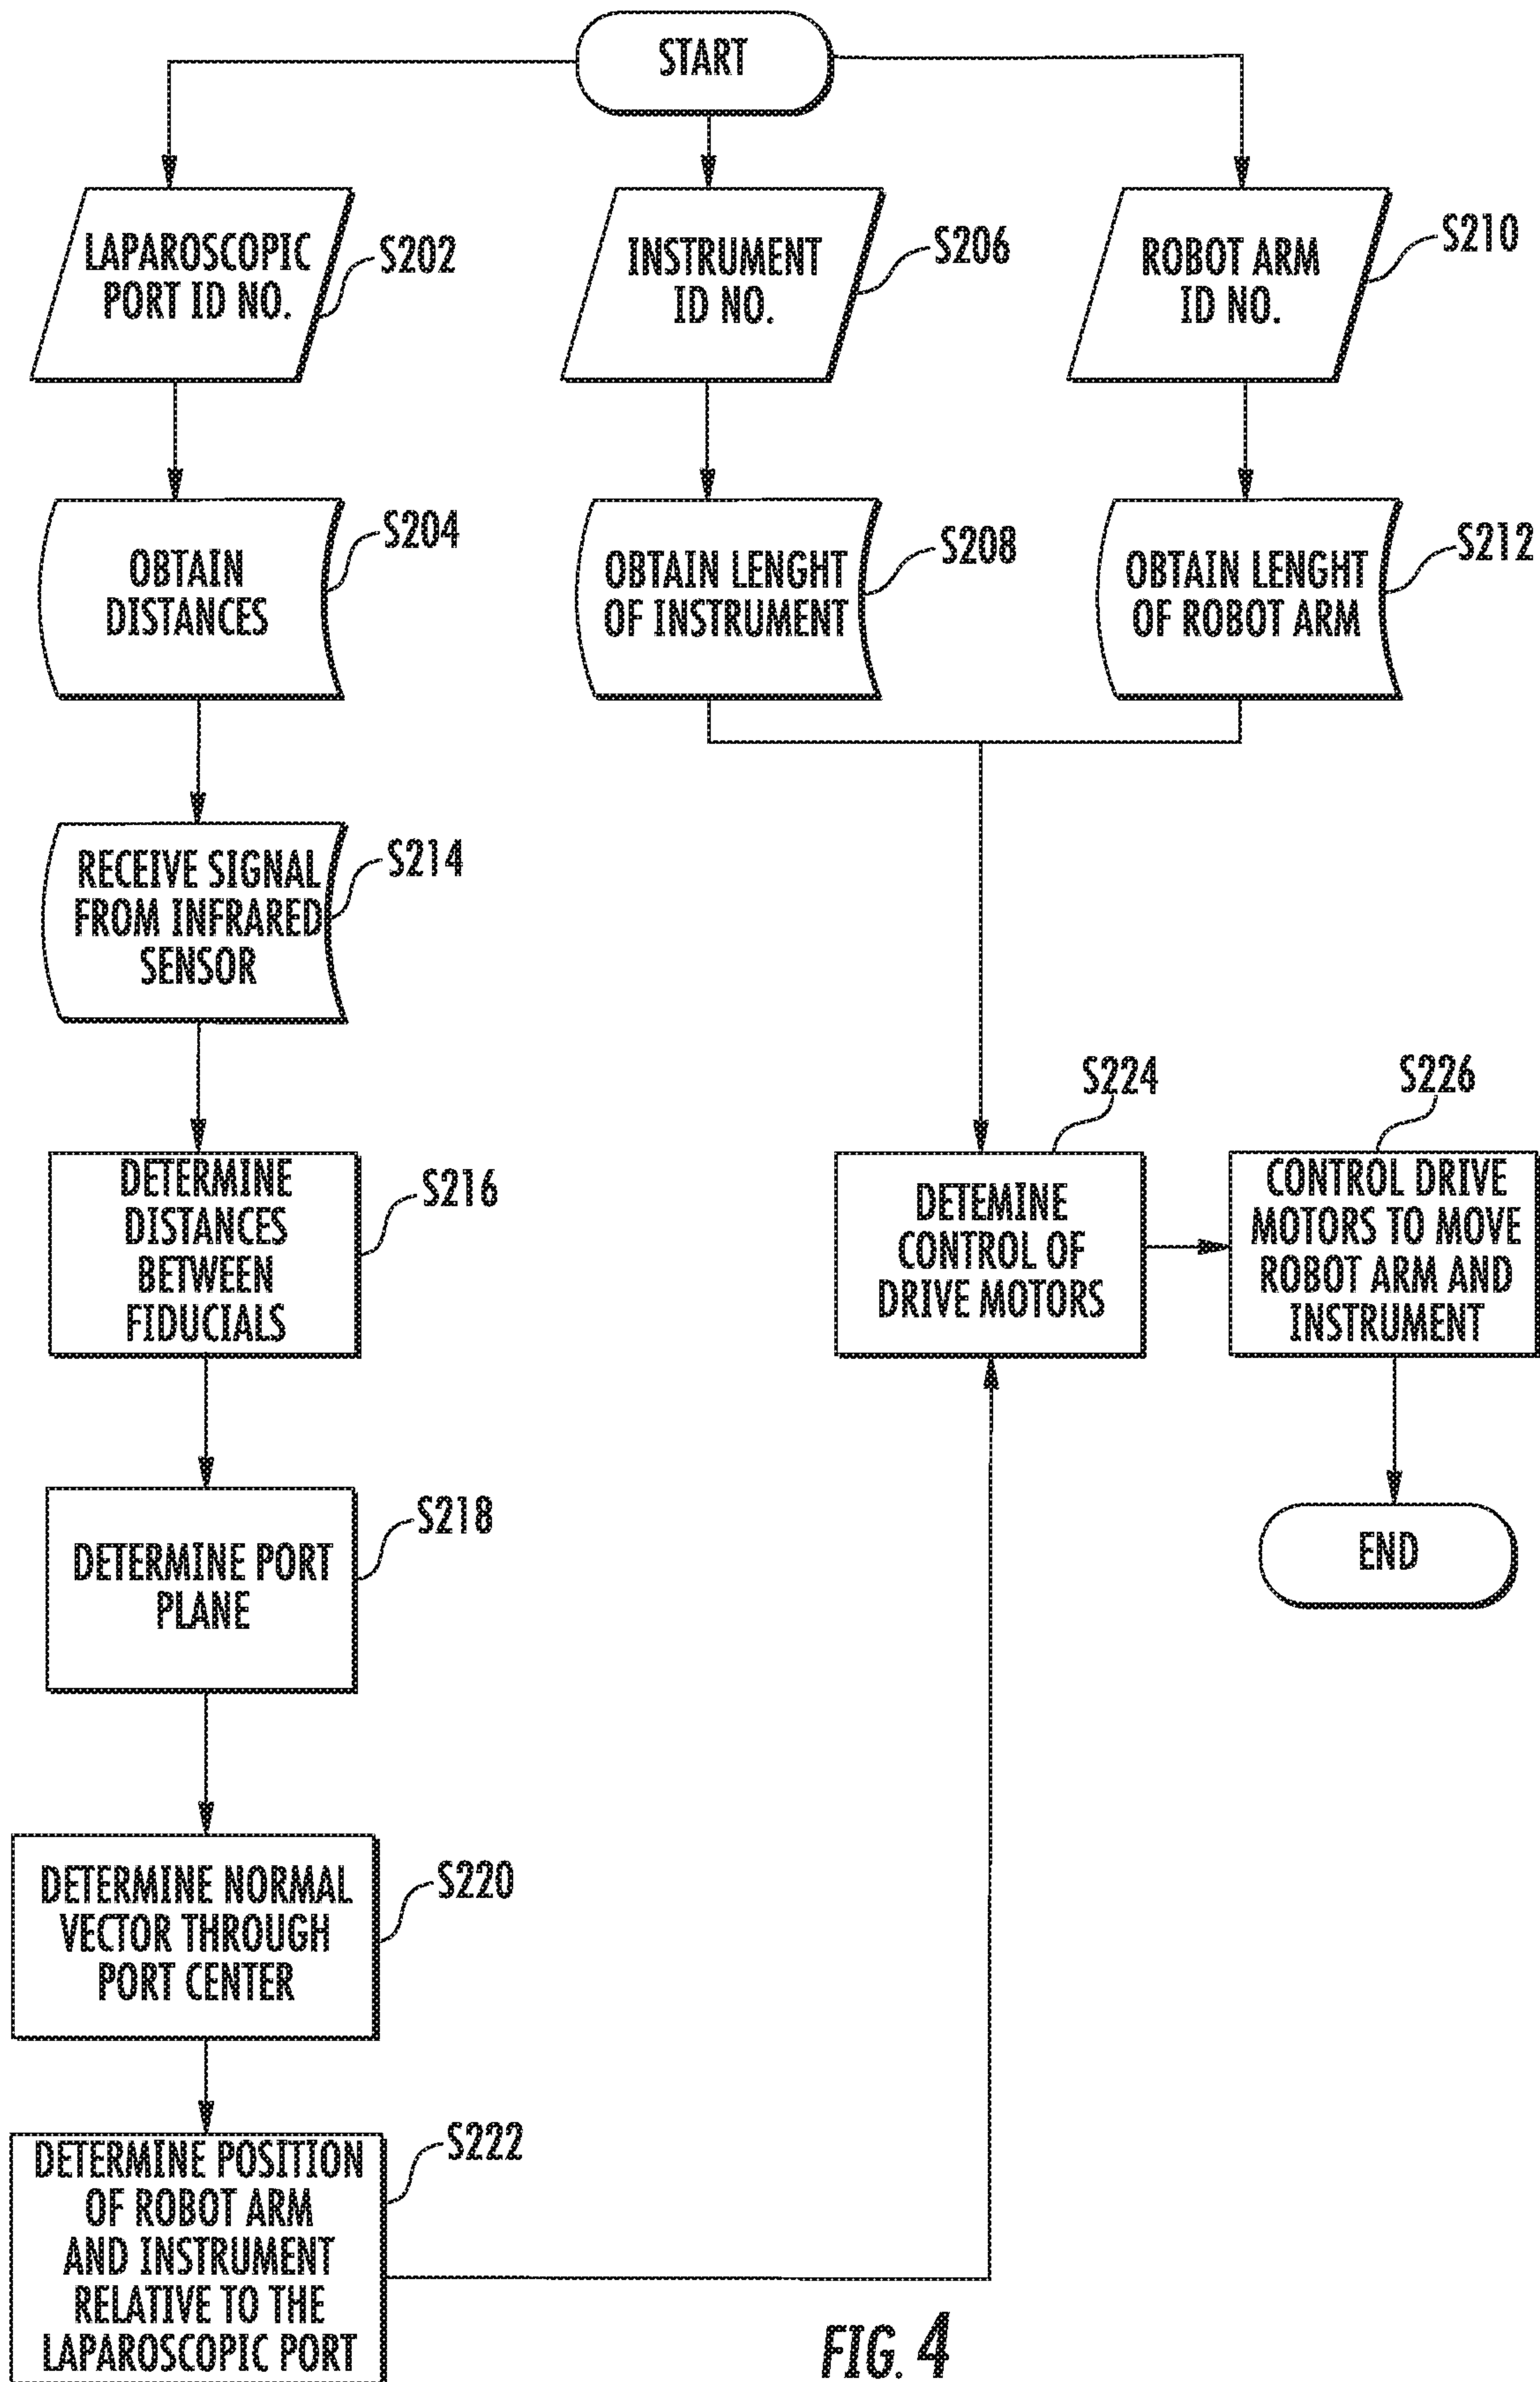 START
LAPAROSCOPIC
PORT ID NO.
S202
INSTRUMENT
ID NO.
S206
ROBOT ARM
ID NO.
S210
OBTAIN
DISTANCES
S204
OBTAIN LENGHT
OF INSTRUMENT
S208
OBTAIN LENGHT
OF ROBOT ARM
S212
RECEIVE SIGNAL
FROM INFRARED
SENSOR
S214
DETERMINE
DISTANCES
BETWEEN
FIDUCIALS
S216
DETEMINE
CONTROL OF
DRIVE MOTORS
S224
CONTROL DRIVE
MOTORS TO MOVE
ROBOT ARM AND
INSTRUMENT
S226
DETERMINE PORT
PLANE
S218
END
DETERMINE NORMAL
VECTOR THROUGH
PORT CENTER
S220
DETERMINE POSITION
OF ROBOT ARM
AND INSTRUMENT
RELATIVE TO THE
LAPAROSCOPIC PORT
S222
FIG. 4